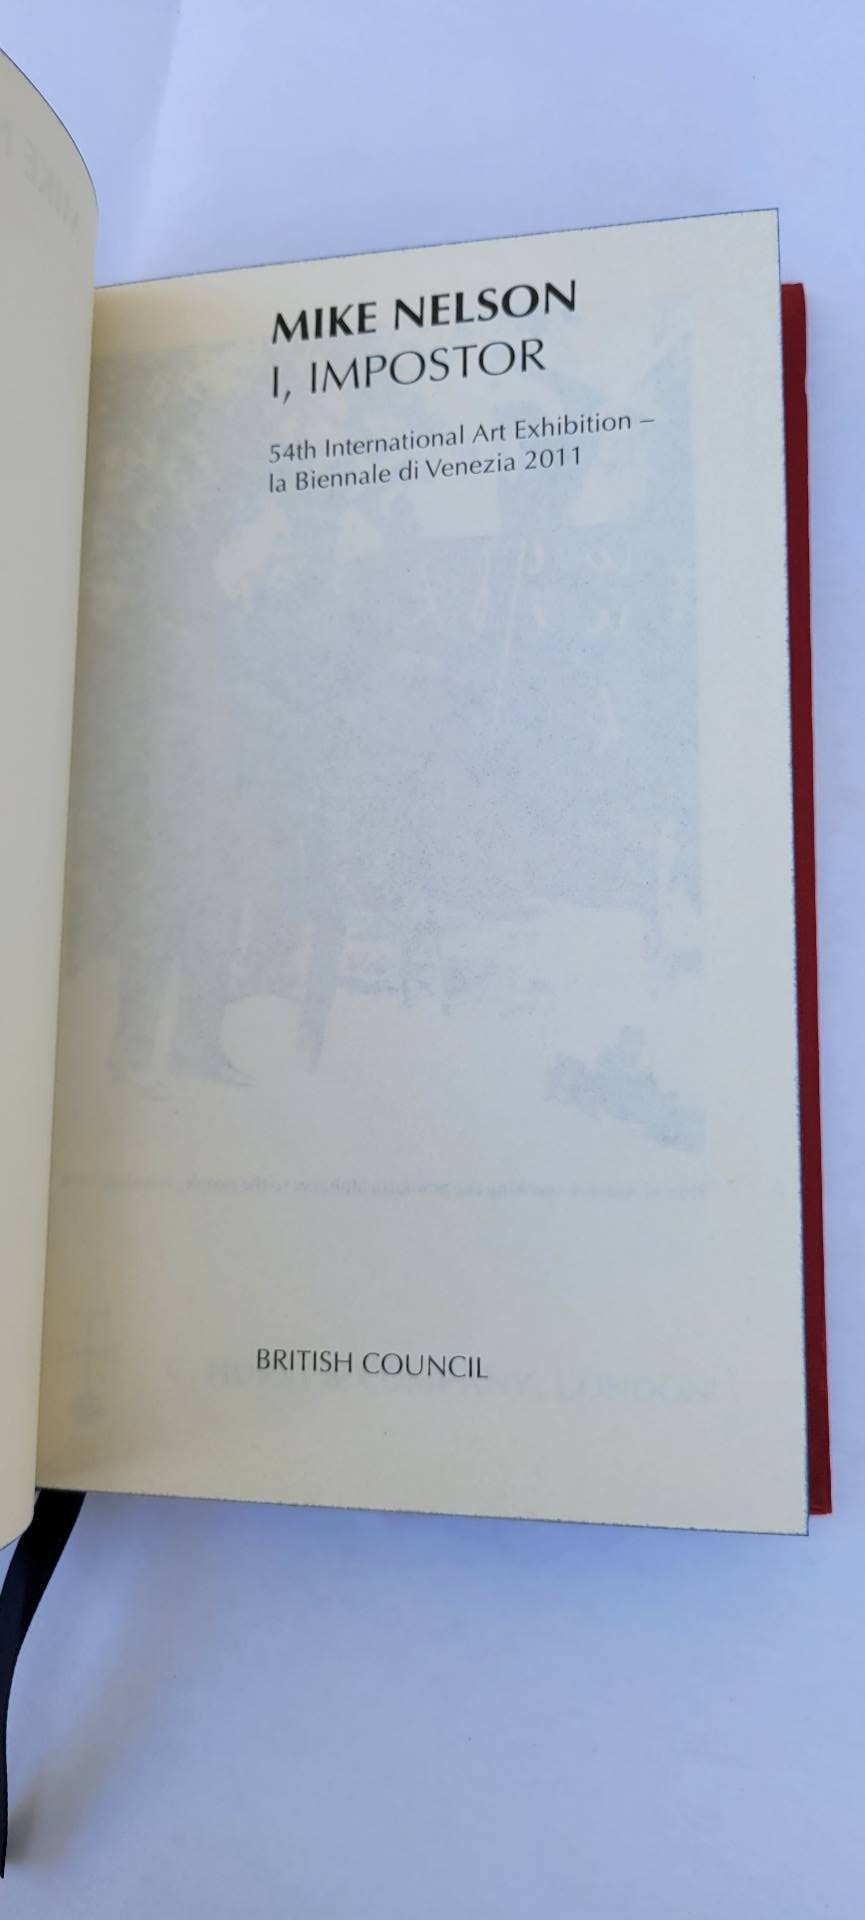 MIKE NELSON
I, IMPOSTOR
54th International Art Exhibition –
la Biennale di Venezia 2011
BRITISH COUNCIL